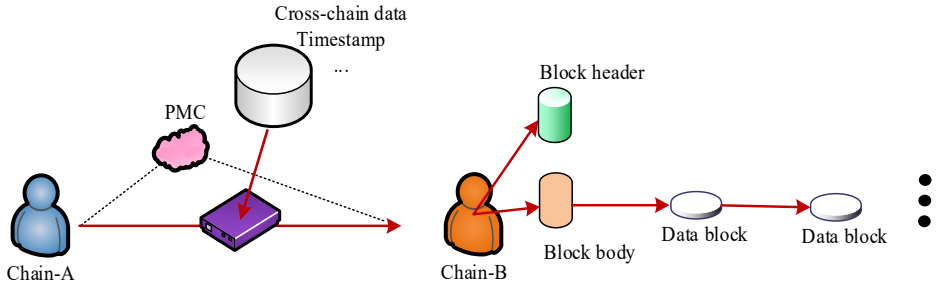 Cross-chain data
Timestamp
...
PMC
Chain-A
Block header
Chain-B
Block body
Data block
Data block